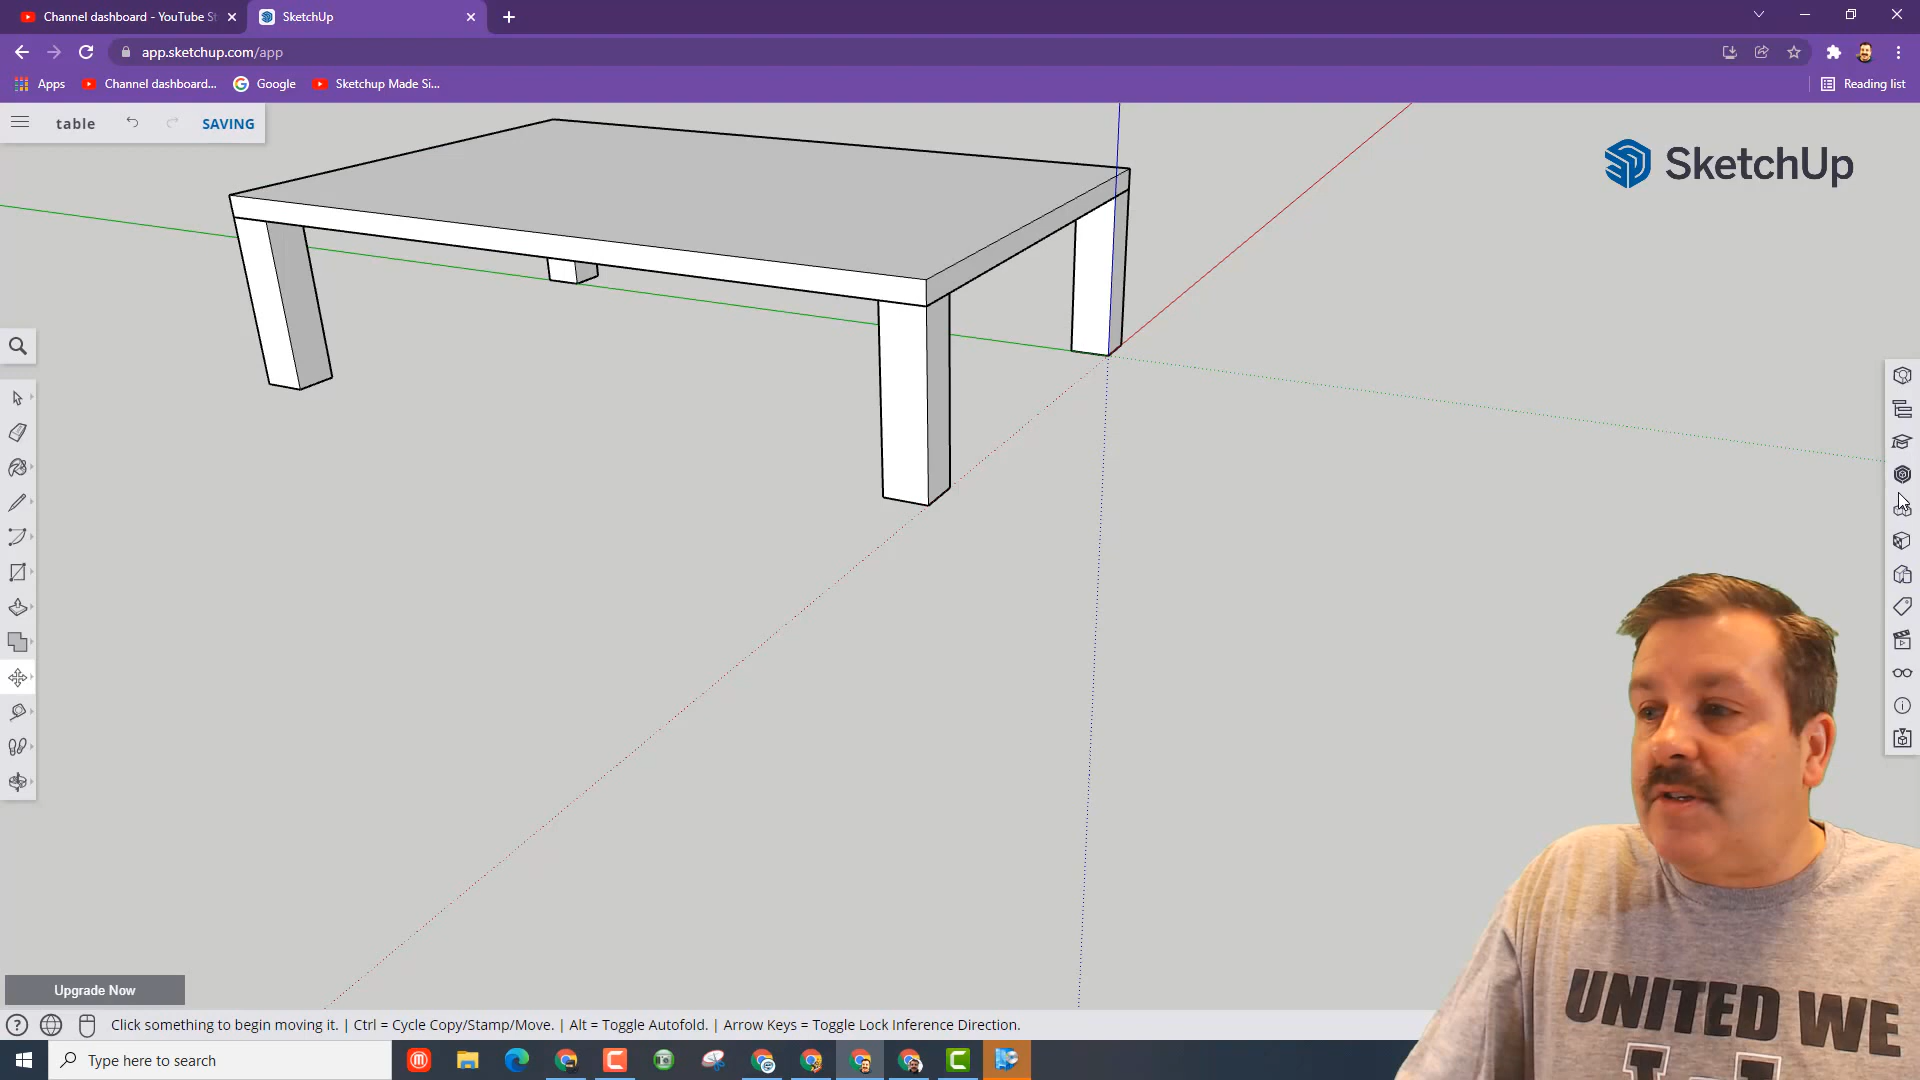 Channel dashboard - YouTube St
SketchUp
app.sketchup.com/app
Apps
Channel dashboard...
Google
Sketchup Made Si...
Reading list
table
SAVING
SketchUp
Upgrade Now
Click something to begin moving it. | Ctrl = Cycle Copy/Stamp/Move. | Alt = Toggle Autofold. | Arrow Keys = Toggle Lock Inference Direction.
Type here to search
UNITED WE